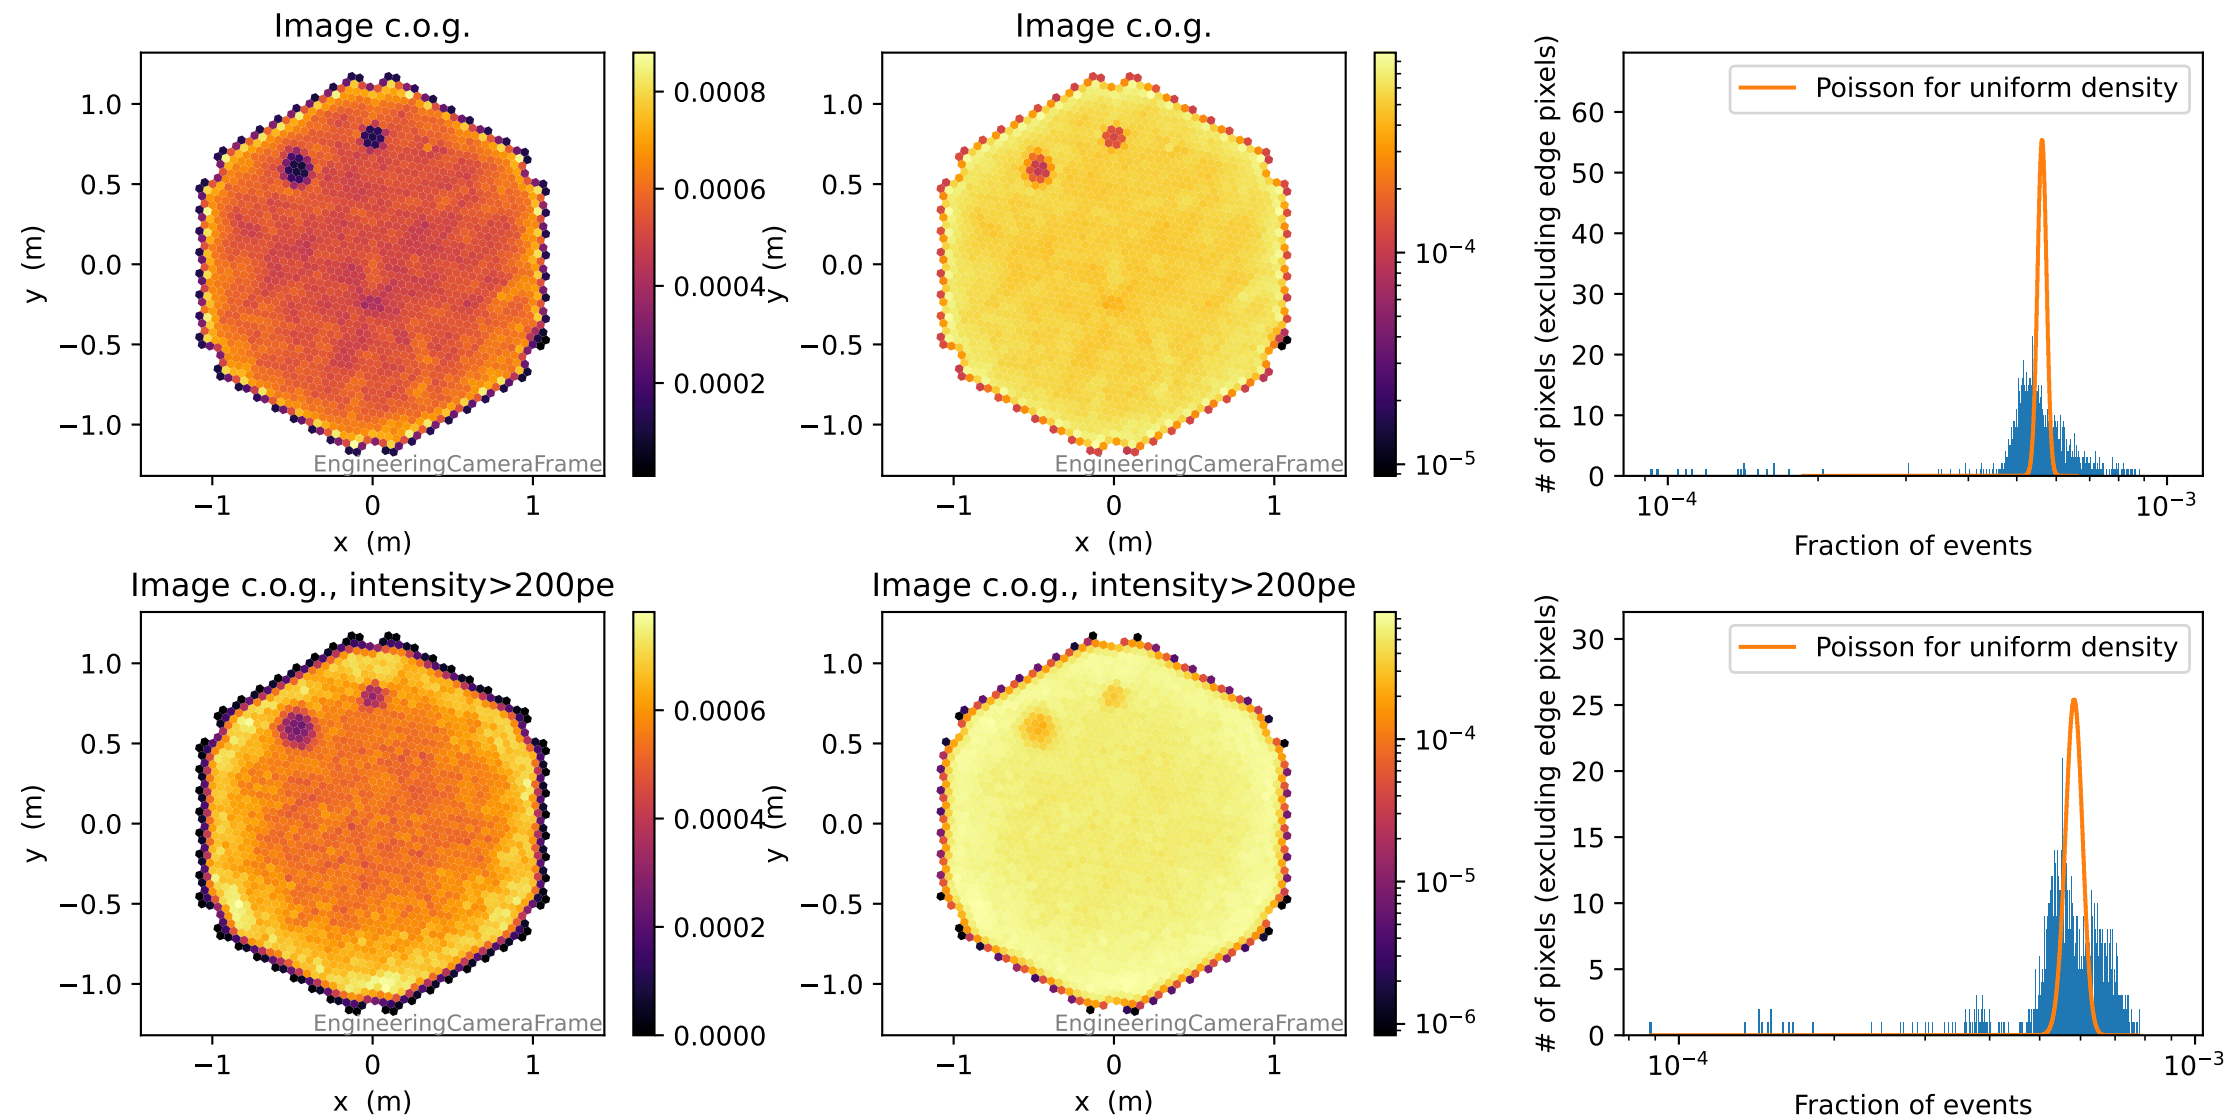 Image c.o.g.
1.0
0.5
0.0
−0.5
−1.0
y (m)
−1 0 1
x (m)
EngineeringCameraFrame
0.0008
0.0006
0.0004
0.0002
Image c.o.g.
1.0
0.5
0.0
−0.5
−1.0
y (m)
−1 0 1
x (m)
EngineeringCameraFrame
10−4
10−5
# of pixels (excluding edge pixels)
60
50
40
30
20
10
0
Poisson for uniform density
10−4 10−3
Fraction of events
Image c.o.g., intensity>200pe
1.0
0.5
0.0
−0.5
−1.0
y (m)
−1 0 1
x (m)
EngineeringCameraFrame
0.0006
0.0004
0.0002
0.0000
Image c.o.g., intensity>200pe
1.0
0.5
0.0
−0.5
−1.0
y (m)
−1 0 1
x (m)
EngineeringCameraFrame
10−4
10−5
10−6
# of pixels (excluding edge pixels)
30
25
20
15
10
5
0
Poisson for uniform density
10−4 10−3
Fraction of events